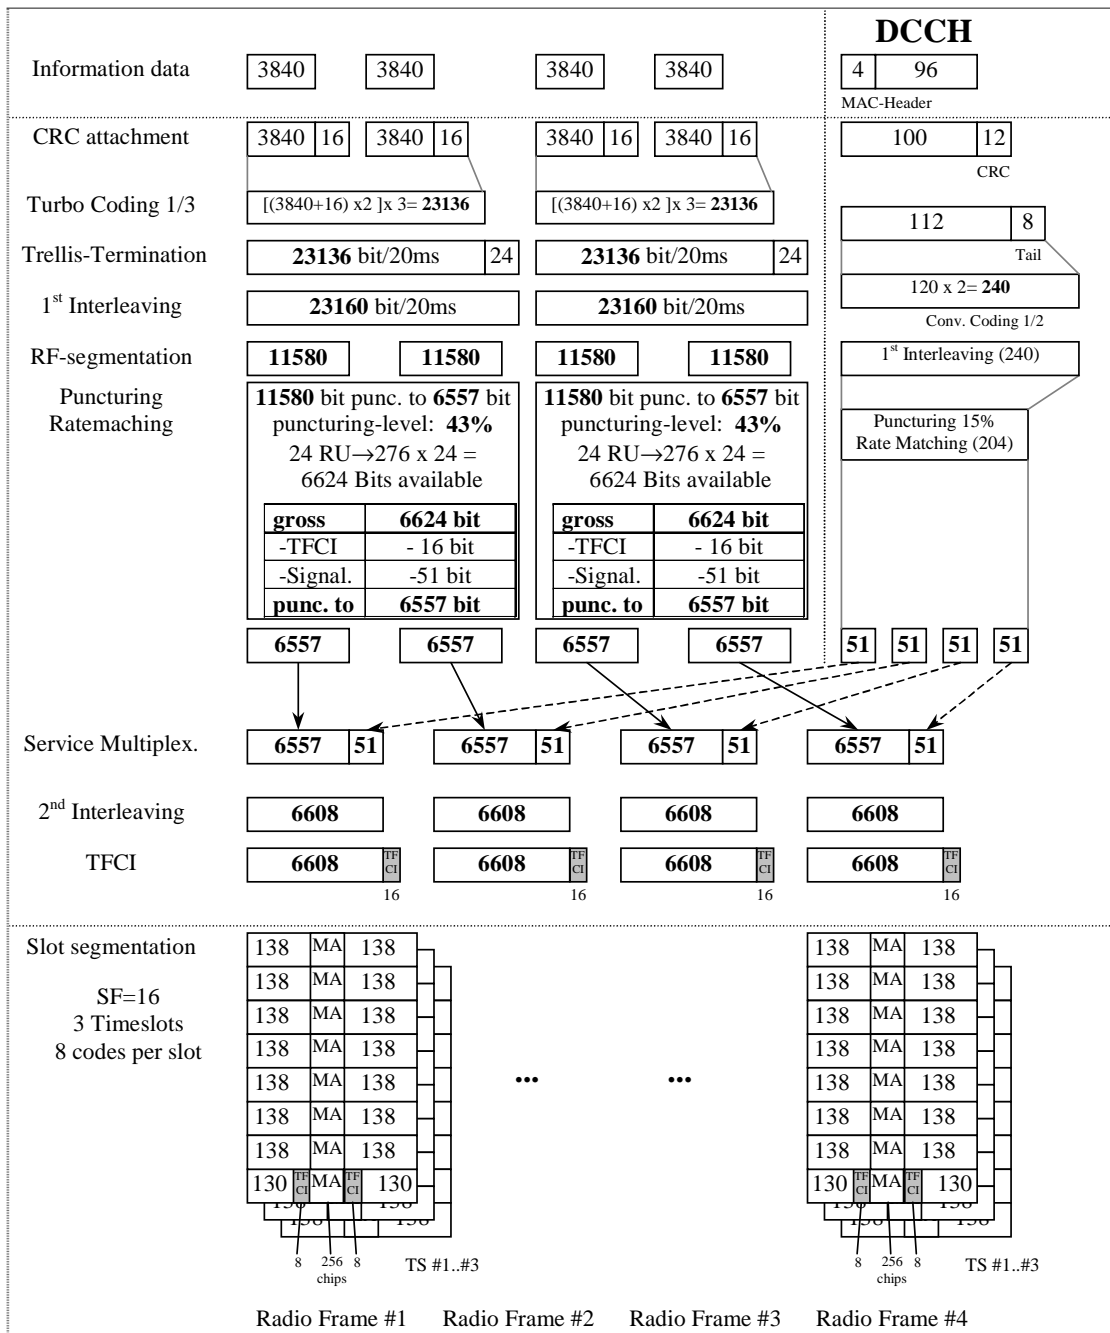 DCCH
Information data 3840 3840 3840 3840 4 96
MAC-Header
CRC attachment 3840 16 3840 16 3840 16 3840 16 100 12
CRC
Turbo Coding 1/3 [(3840+16) x2 ]x 3= 23136 [(3840+16) x2 ]x 3= 23136
112 8
Trellis-Termination 23136 bit/20ms 24 23136 bit/20ms 24
Tail
120 x 2= 240
1st Interleaving 23160 bit/20ms 23160 bit/20ms
Conv. Coding 1/2
RF-segmentation 11580 11580 11580 11580 1st Interleaving (240)
Puncturing 11580 bit punc. to 6557 bit 11580 bit punc. to 6557 bit
Ratemaching puncturing-level: 43% puncturing-level: 43% Puncturing 15%
24 RU→276 x 24 = 24 RU→276 x 24 = Rate Matching (204)
6624 Bits available 6624 Bits available
gross 6624 bit gross 6624 bit
-TFCI - 16 bit -TFCI - 16 bit
-Signal. -51 bit -Signal. -51 bit
punc. to 6557 bit punc. to 6557 bit
6557 6557 6557 6557 51 51 51 51
Service Multiplex. 6557 51 6557 51 6557 51 6557 51
2nd Interleaving 6608 6608 6608 6608
TFCI 6608 TF CI 6608 TF CI 6608 TF CI 6608 TF CI
16 16 16 16
Slot segmentation 138 MA 138 138 MA 138
138 MA 138 138 MA 138
SF=16 138 MA 138 138 MA 138
3 Timeslots
8 codes per slot 138 MA 138 138 MA 138
138 MA 138 ... ... 138 MA 138
138 MA 138 138 MA 138
138 MA 138 138 MA 138
130 TF CI MA TF CI 130 130 TF CI MA TF CI 130
8 256 chips 8 TS #1..#3 8 256 chips 8 TS #1..#3
Radio Frame #1 Radio Frame #2 Radio Frame #3 Radio Frame #4